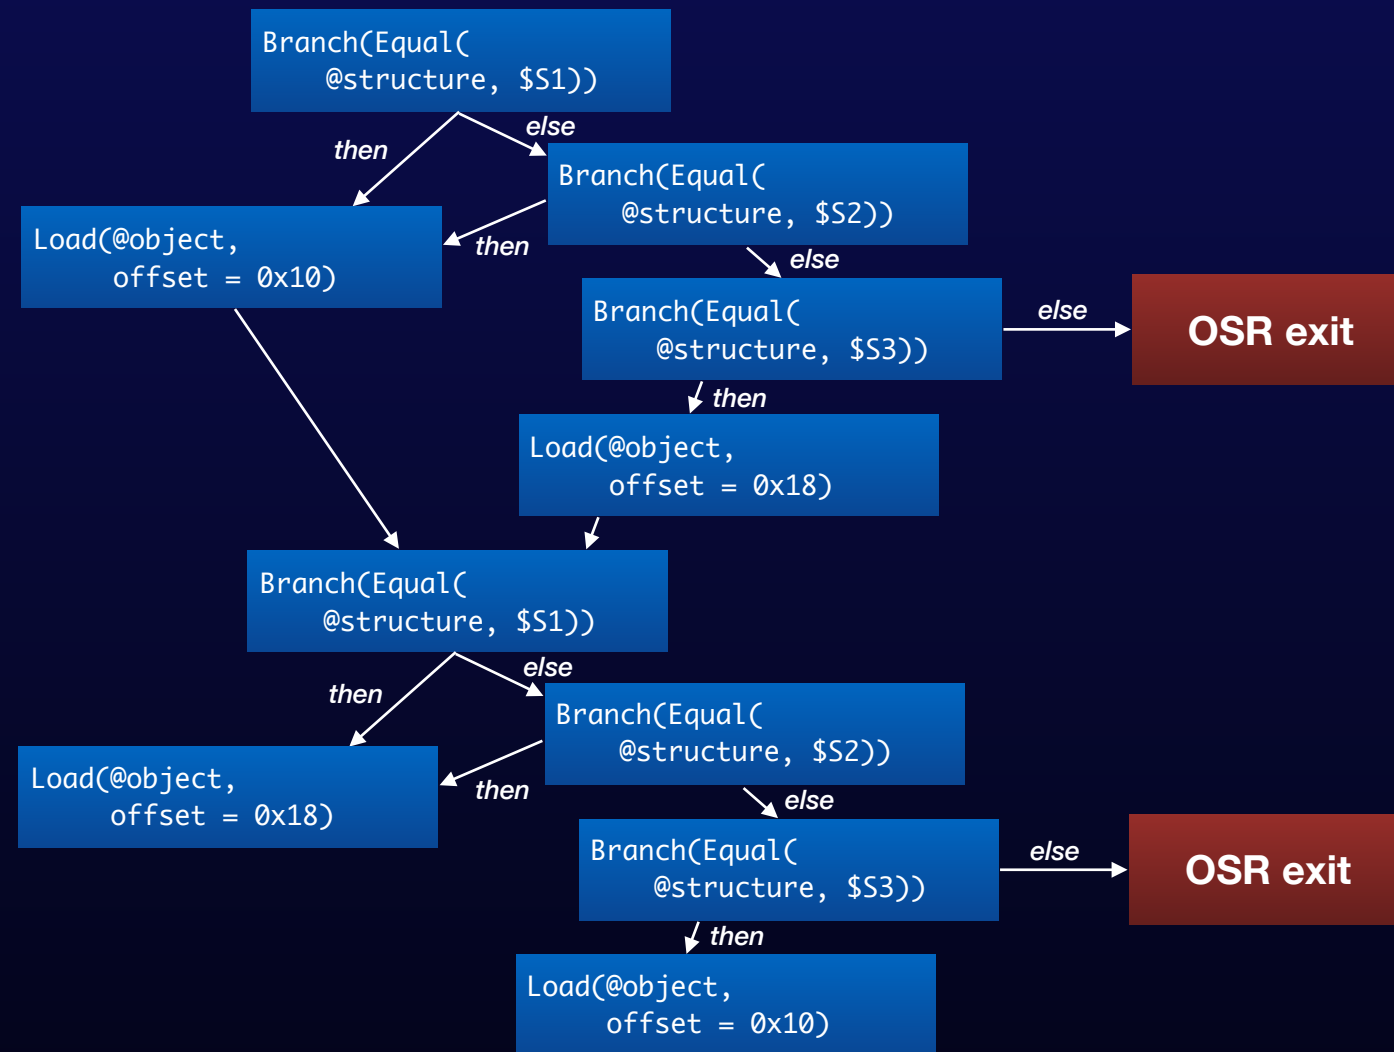 Branch(Equal(
@structure, $S1))
then
else
Branch(Equal(
@structure, $S2))
Load(@object,
offset = 0x10)
then
else
Branch(Equal(
@structure, $S3))
else
OSR exit
then
Load(@object,
offset = 0x18)
Branch(Equal(
@structure, $S1))
then
else
Branch(Equal(
@structure, $S2))
Load(@object,
offset = 0x18)
then
else
Branch(Equal(
@structure, $S3))
else
OSR exit
then
Load(@object,
offset = 0x10)